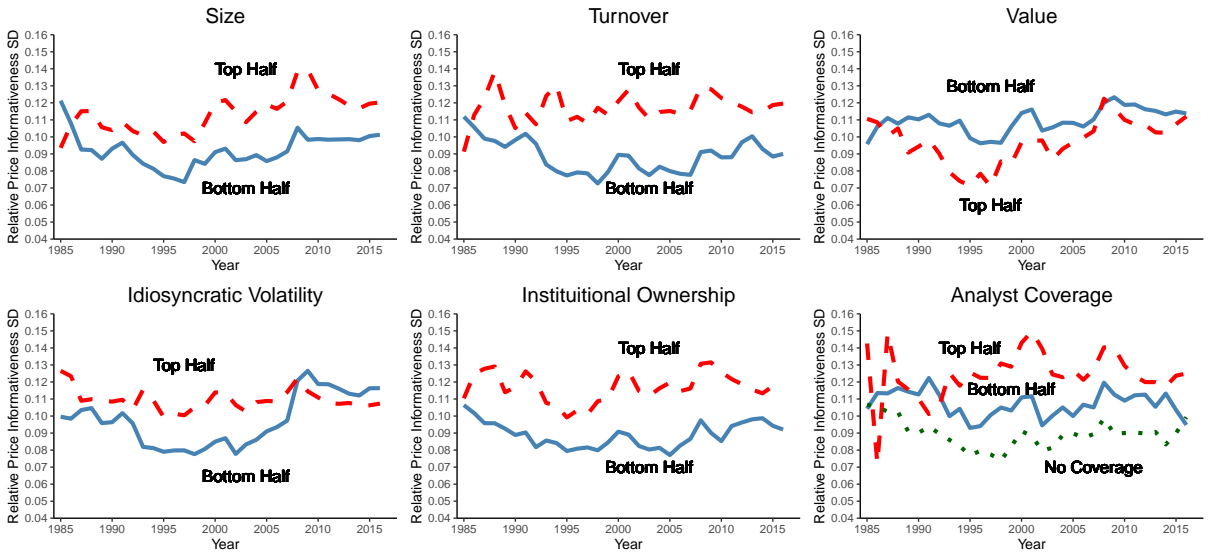 Size
Relative Price Informativeness SD
0.16
0.15
0.14
0.13
0.12
0.11
0.10
0.09
0.08
0.07
0.06
0.05
0.04
Top Half
Bottom Half
1985 1990 1995 2000 2005 2010 2015
Year
Turnover
Relative Price Informativeness SD
0.16
0.15
0.14
0.13
0.12
0.11
0.10
0.09
0.08
0.07
0.06
0.05
0.04
Top Half
Bottom Half
1985 1990 1995 2000 2005 2010 2015
Year
Value
Relative Price Informativeness SD
0.16
0.15
0.14
0.13
0.12
0.11
0.10
0.09
0.08
0.07
0.06
0.05
0.04
Bottom Half
Top Half
1985 1990 1995 2000 2005 2010 2015
Year
Idiosyncratic Volatility
Relative Price Informativeness SD
0.16
0.15
0.14
0.13
0.12
0.11
0.10
0.09
0.08
0.07
0.06
0.05
0.04
Top Half
Bottom Half
1985 1990 1995 2000 2005 2010 2015
Year
Instituitional Ownership
Relative Price Informativeness SD
0.16
0.15
0.14
0.13
0.12
0.11
0.10
0.09
0.08
0.07
0.06
0.05
0.04
Top Half
Bottom Half
1985 1990 1995 2000 2005 2010 2015
Year
Analyst Coverage
Relative Price Informativeness SD
0.16
0.15
0.14
0.13
0.12
0.11
0.10
0.09
0.08
0.07
0.06
0.05
0.04
Top Half
Bottom Half
No Coverage
1985 1990 1995 2000 2005 2010 2015
Year